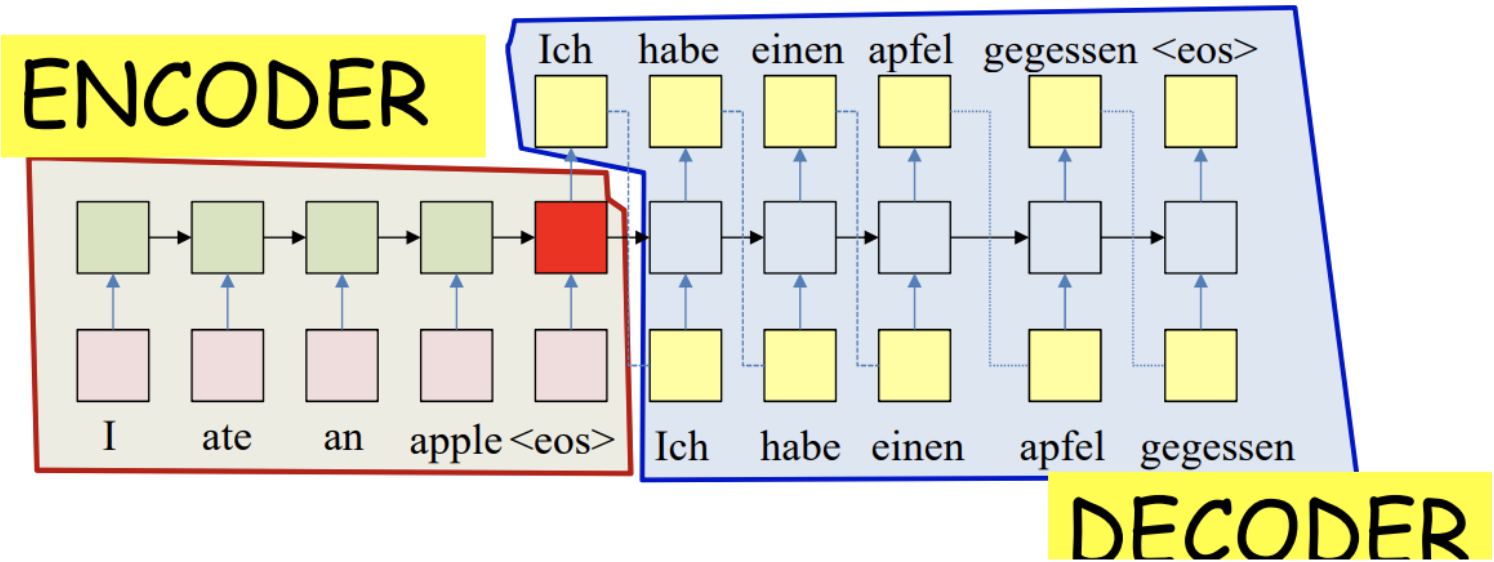 ENCODER
Ich habe einen apfel gegessen <eos>
I ate an apple <eos> Ich habe einen apfel gegessen
DECODER